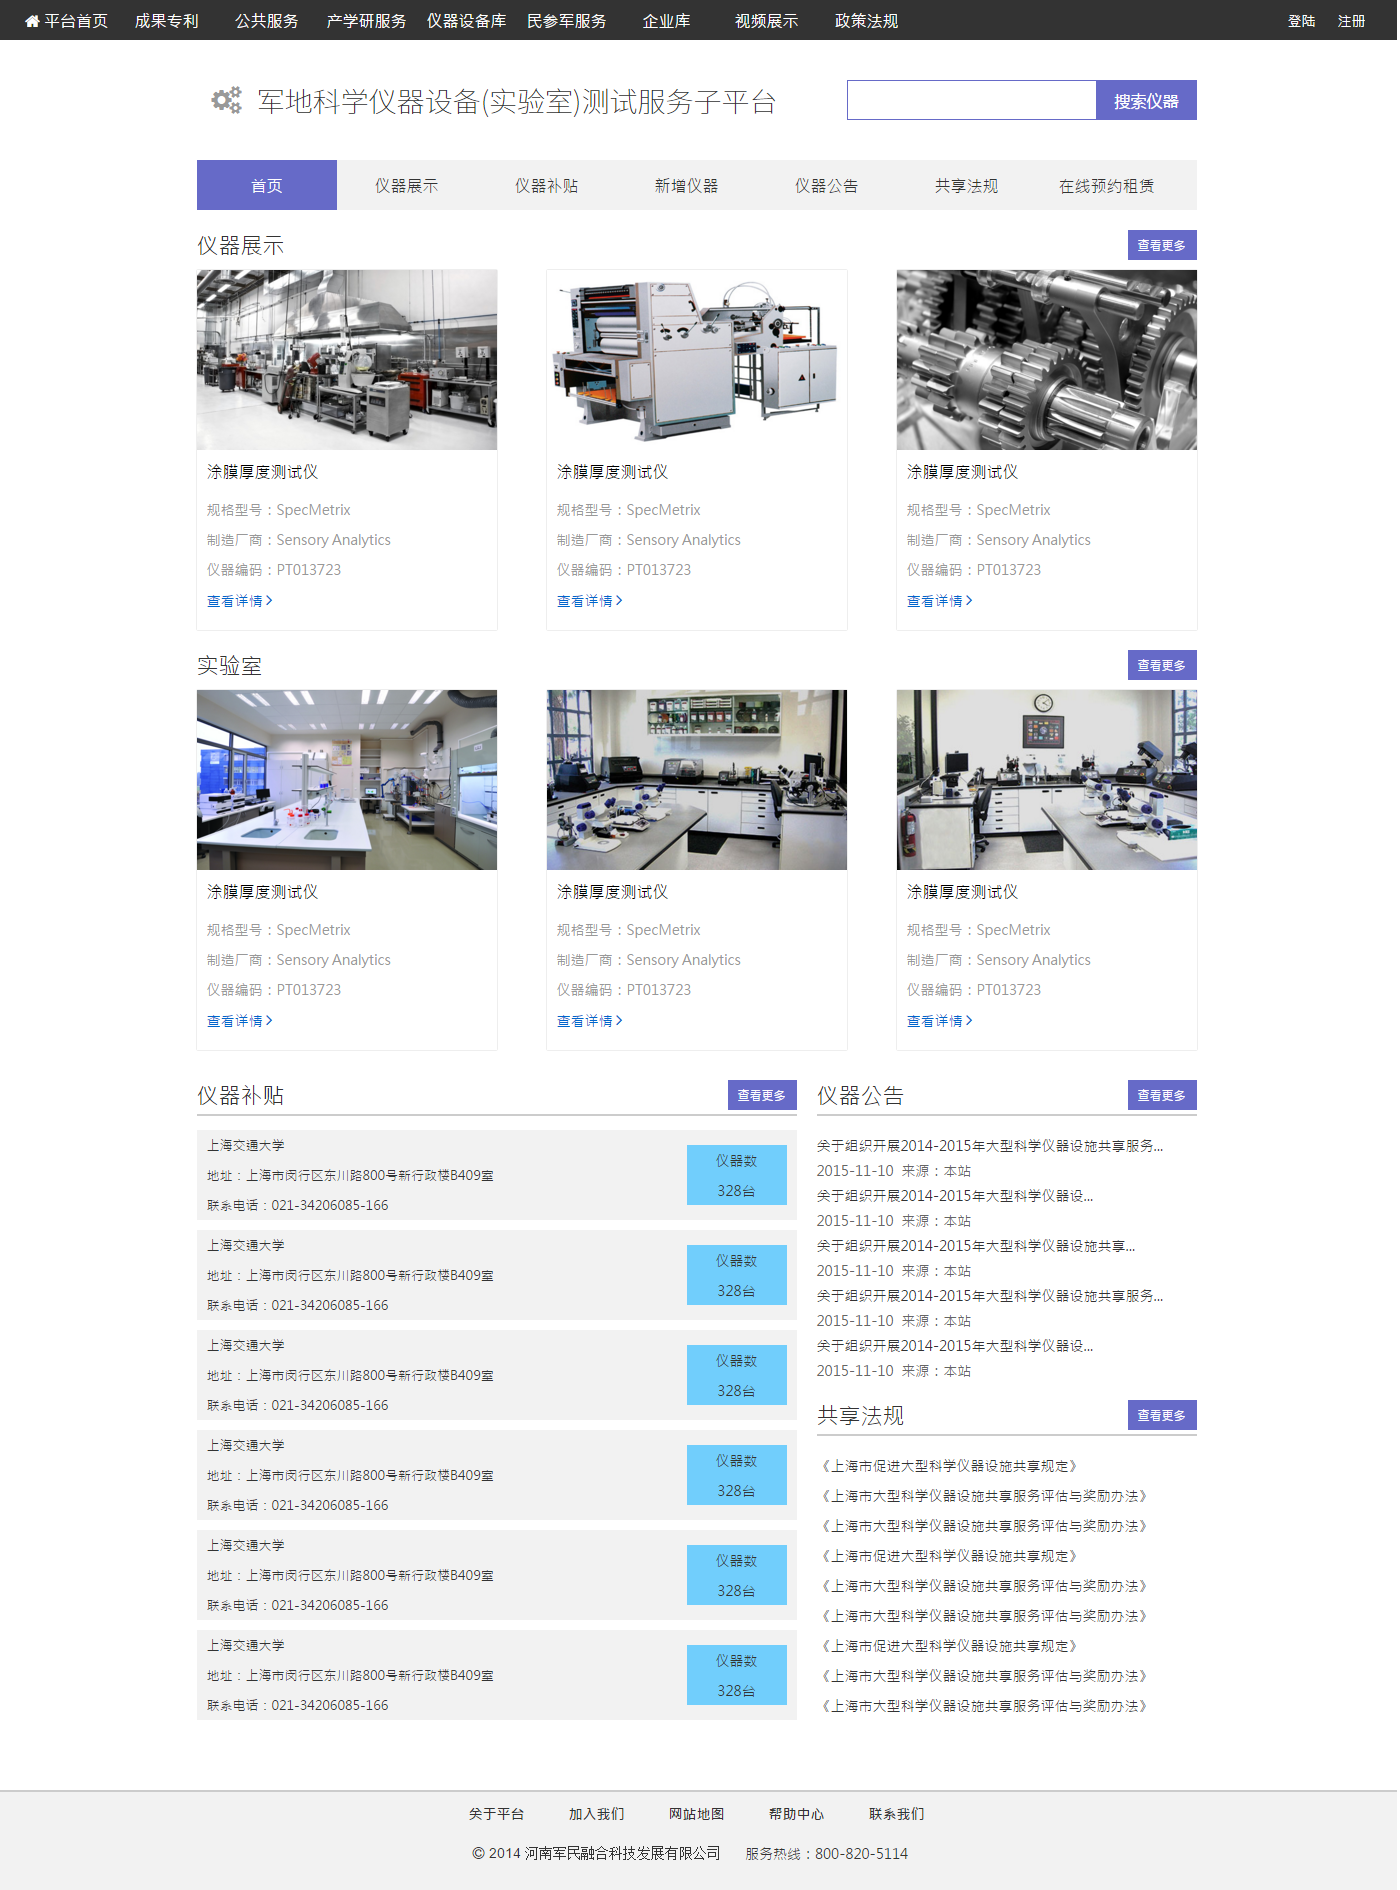 平台首页 成果专利 公共服务 产学研服务 仪器设备库 民参军服务 企业库 视频展示 政策法规 登陆 注册
军地科学仪器设备(实验室)测试服务子平台 搜索仪器
首页 仪器展示 仪器补贴 新增仪器 仪器公告 共享法规 在线预约租赁
仪器展示 查看更多
涂膜厚度测试仪 涂膜厚度测试仪 涂膜厚度测试仪
规格型号：SpecMetrix 规格型号：SpecMetrix 规格型号：SpecMetrix
制造厂商：Sensory Analytics 制造厂商：Sensory Analytics 制造厂商：Sensory Analytics
仪器编码：PT013723 仪器编码：PT013723 仪器编码：PT013723
查看详情 查看详情 查看详情
实验室 查看更多
涂膜厚度测试仪 涂膜厚度测试仪 涂膜厚度测试仪
规格型号：SpecMetrix 规格型号：SpecMetrix 规格型号：SpecMetrix
制造厂商：Sensory Analytics 制造厂商：Sensory Analytics 制造厂商：Sensory Analytics
仪器编码：PT013723 仪器编码：PT013723 仪器编码：PT013723
查看详情 查看详情 查看详情
仪器补贴 查看更多
上海交通大学
地址：上海市闵行区东川路800号新行政楼B409室
联系电话：021-34206085-166
仪器数
328台
上海交通大学
地址：上海市闵行区东川路800号新行政楼B409室
联系电话：021-34206085-166
仪器数
328台
上海交通大学
地址：上海市闵行区东川路800号新行政楼B409室
联系电话：021-34206085-166
仪器数
328台
上海交通大学
地址：上海市闵行区东川路800号新行政楼B409室
联系电话：021-34206085-166
仪器数
328台
上海交通大学
地址：上海市闵行区东川路800号新行政楼B409室
联系电话：021-34206085-166
仪器数
328台
上海交通大学
地址：上海市闵行区东川路800号新行政楼B409室
联系电话：021-34206085-166
仪器数
328台
仪器公告 查看更多
关于组织开展2014-2015年大型科学仪器设施共享服务...
2015-11-10 来源：本站
关于组织开展2014-2015年大型科学仪器设...
2015-11-10 来源：本站
关于组织开展2014-2015年大型科学仪器设施共享...
2015-11-10 来源：本站
关于组织开展2014-2015年大型科学仪器设施共享服务...
2015-11-10 来源：本站
关于组织开展2014-2015年大型科学仪器设...
2015-11-10 来源：本站
共享法规 查看更多
《上海市促进大型科学仪器设施共享规定》
《上海市大型科学仪器设施共享服务评估与奖励办法》
《上海市大型科学仪器设施共享服务评估与奖励办法》
《上海市促进大型科学仪器设施共享规定》
《上海市大型科学仪器设施共享服务评估与奖励办法》
《上海市大型科学仪器设施共享服务评估与奖励办法》
《上海市促进大型科学仪器设施共享规定》
《上海市大型科学仪器设施共享服务评估与奖励办法》
《上海市大型科学仪器设施共享服务评估与奖励办法》
关于平台 加入我们 网站地图 帮助中心 联系我们
© 2014 河南军民融合科技发展有限公司 服务热线：800-820-5114